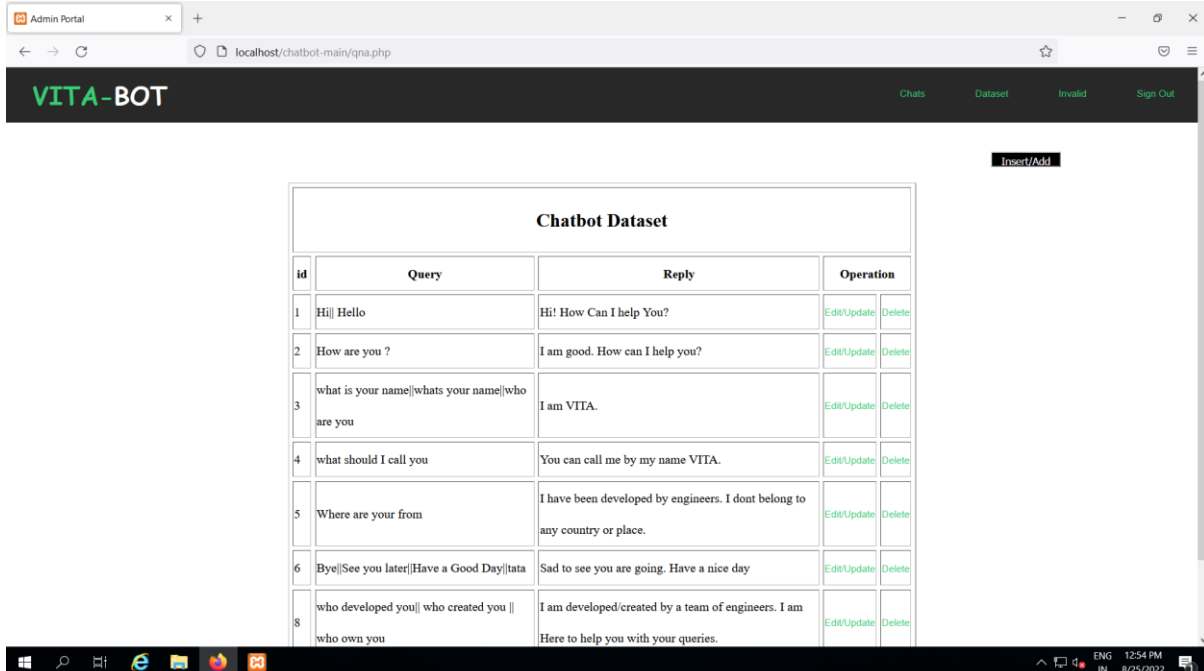 Admin Portal
localhost/chatbot-main/qna.php
VITA-BOT
Chats Dataset Invalid Sign Out
Insert/Add
Chatbot Dataset
id Query Reply Operation
1 Hi|| Hello Hi! How Can I help You? Edit/Update Delete
2 How are you ? I am good. How can I help you? Edit/Update Delete
what is your name||whats your name||who
3 I am VITA. Edit/Update Delete
are you
4 what should I call you You can call me by my name VITA. Edit/Update Delete
I have been developed by engineers. I dont belong to
5 Where are your from Edit/Update Delete
any country or place.
6 Bye||See you later||Have a Good Day||tata Sad to see you are going. Have a nice day Edit/Update Delete
who developed you|| who created you || I am developed/created by a team of engineers. I am
8 Edit/Update Delete
who own you Here to help you with your queries.
ENG 12:54 PM
IN 8/25/2022